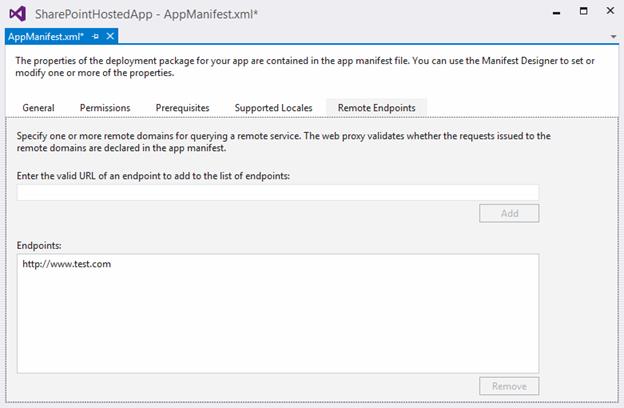 SharePointHostedApp - AppManifest.xml*
AppManifest.xml*
The properties of the deployment package for your app are contained in the app manifest file. You can use the Manifest Designer to set or
modify one or more of the properties.
General Permissions Prerequisites Supported Locales Remote Endpoints
Specify one or more remote domains for querying a remote service. The web proxy validates whether the requests issued to the
remote domains are declared in the app manifest.
Enter the valid URL of an endpoint to add to the list of endpoints:
Add
Endpoints:
http://www.test.com
Remove